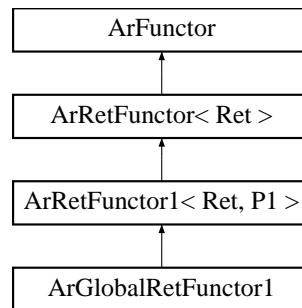 ArFunctor
ArRetFunctor< Ret >
ArRetFunctor1< Ret, P1 >
ArGlobalRetFunctor1